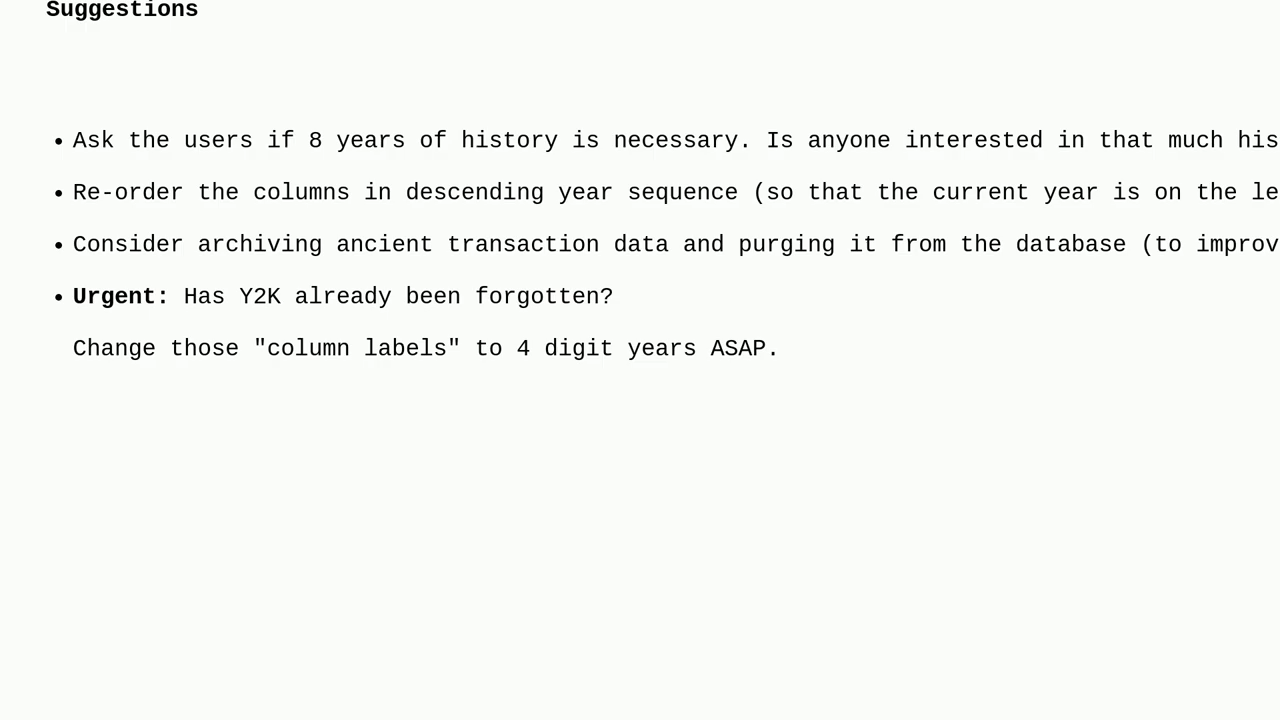 Suggestions
• Ask the users if 8 years of history is necessary. Is anyone interested in that much his
• Re-order the columns in descending year sequence (so that the current year is on the le
• Consider archiving ancient transaction data and purging it from the database (to improv
• Urgent: Has Y2K already been forgotten?
Change those "column labels" to 4 digit years ASAP.